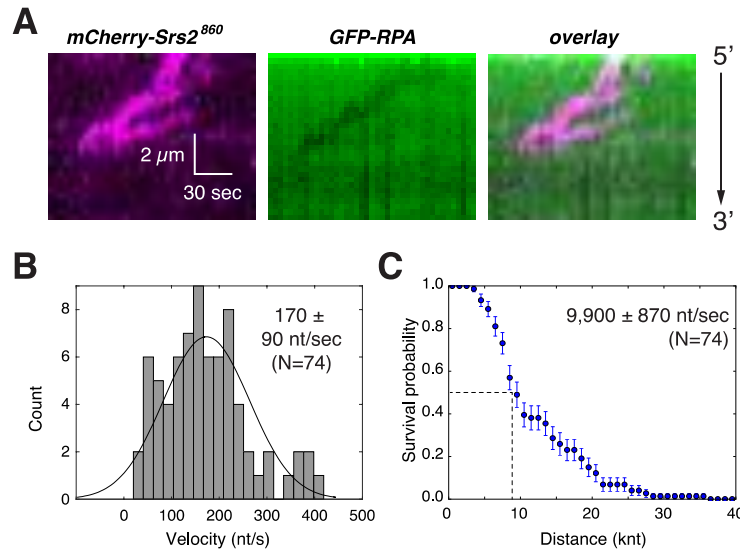 A
mCherry-Srs2⁸⁶⁰
GFP-RPA
overlay
2 µm
30 sec
5’
3’
B
170 ±
90 nt/sec
(N=74)
Count
8
6
4
2
0
0
100
200
300
400
500
Velocity (nt/s)
C
9,900 ± 870 nt/sec
(N=74)
Survival probability
1.0
0.8
0.6
0.4
0.2
0.0
0
10
20
30
40
Distance (knt)